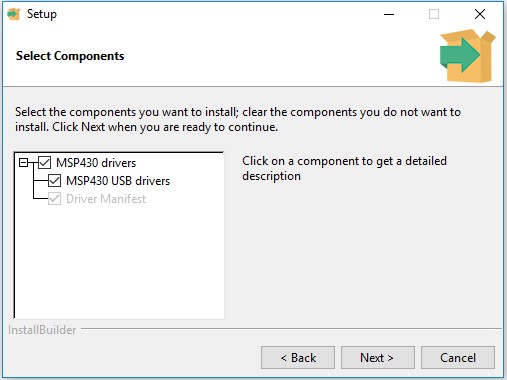 Setup
Select Components
Select the components you want to install; clear the components you do not want to
install. Click Next when you are ready to continue.
MSP430 drivers
MSP430 USB drivers
Driver Manifest
Click on a component to get a detailed
description
InstallBuilder
< Back
Next >
Cancel